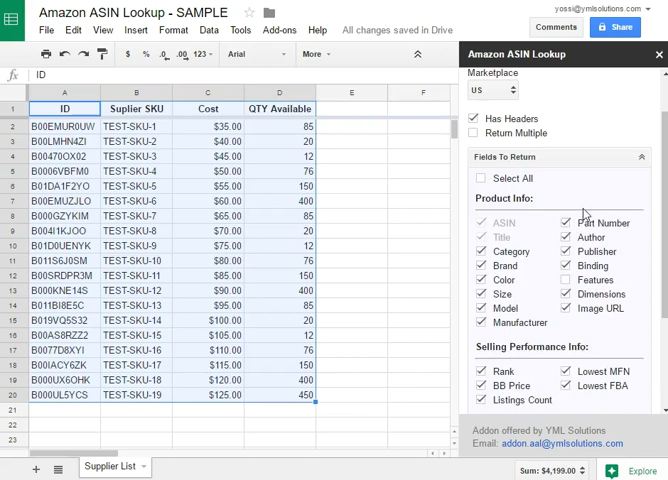 Amazon ASIN Lookup - SAMPLE
yossi@ymlsolutions.com
File Edit View Insert Format Data Tools Add-ons Help All changes saved in Drive
Comments Share
$ % .0 .00 123 Arial More
Amazon ASIN Lookup ×
fx ID
A B C D E F
1 ID Suplier SKU Cost QTY Available
2 B00EMUR0UW TEST-SKU-1 $35.00 85
3 B00LMHN4ZI TEST-SKU-2 $40.00 20
4 B00470OX02 TEST-SKU-3 $45.00 12
5 B0006VBFM0 TEST-SKU-4 $50.00 76
6 B01DA1F2YO TEST-SKU-5 $55.00 150
7 B00EMUZJLO TEST-SKU-6 $60.00 400
8 B000GZYKIM TEST-SKU-7 $65.00 85
9 B004I1KJOO TEST-SKU-8 $70.00 20
10 B01D0UENYK TEST-SKU-9 $75.00 12
11 B011S6J0SM TEST-SKU-10 $80.00 76
12 B00SRDPR3M TEST-SKU-11 $85.00 150
13 B000KNE14S TEST-SKU-12 $90.00 400
14 B011BI8E5C TEST-SKU-13 $95.00 85
15 B019VQ5S32 TEST-SKU-14 $100.00 20
16 B00AS8RZZ2 TEST-SKU-15 $105.00 12
17 B0077D8XYI TEST-SKU-16 $110.00 76
18 B00IACY6ZK TEST-SKU-17 $115.00 150
19 B000UX6OHK TEST-SKU-18 $120.00 400
20 B000UL5YCS TEST-SKU-19 $125.00 450
21
22
23
Marketplace
US
Has Headers
Return Multiple
Fields To Return
Select All
Product Info:
ASIN Part Number
Title Author
Category Publisher
Brand Binding
Color Features
Size Dimensions
Model Image URL
Manufacturer
Selling Performance Info:
Rank Lowest MFN
BB Price Lowest FBA
Listings Count
Addon offered by YML Solutions
Email: addon.aal@ymlsolutions.com
Supplier List
Sum: $4,199.00
Explore